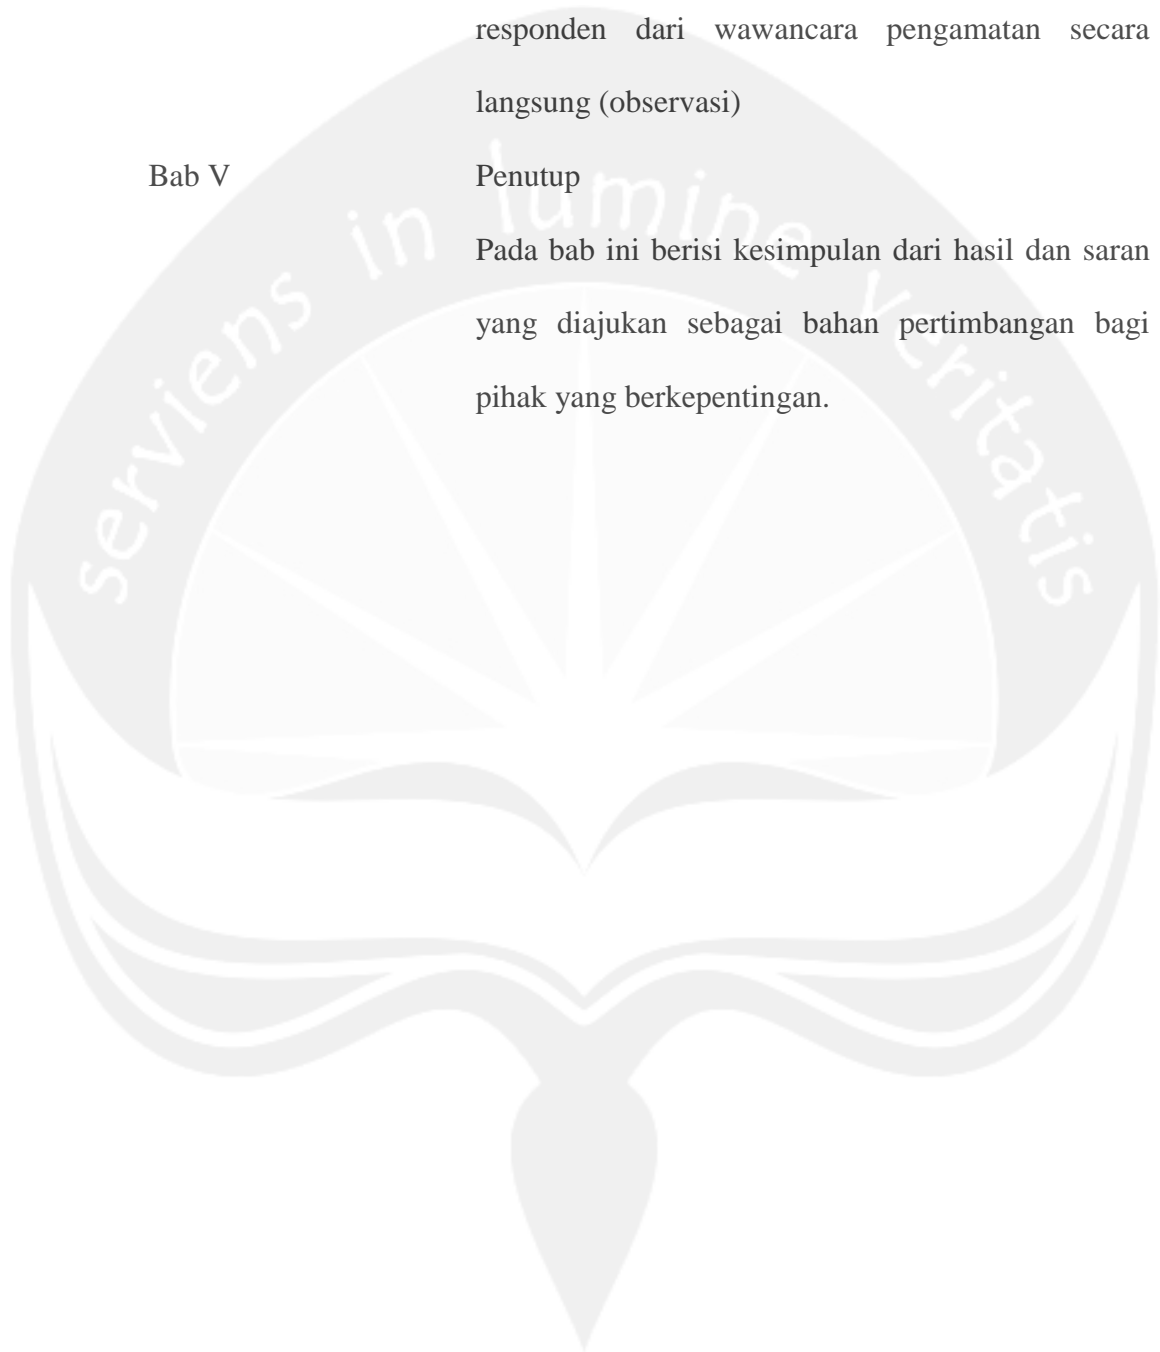 responden dari wawancara pengamatan secara
langsung (observasi)
Bab V Penutup
Pada bab ini berisi kesimpulan dari hasil dan saran
yang diajukan sebagai bahan pertimbangan bagi
pihak yang berkepentingan.
serviens in lumine veritatis